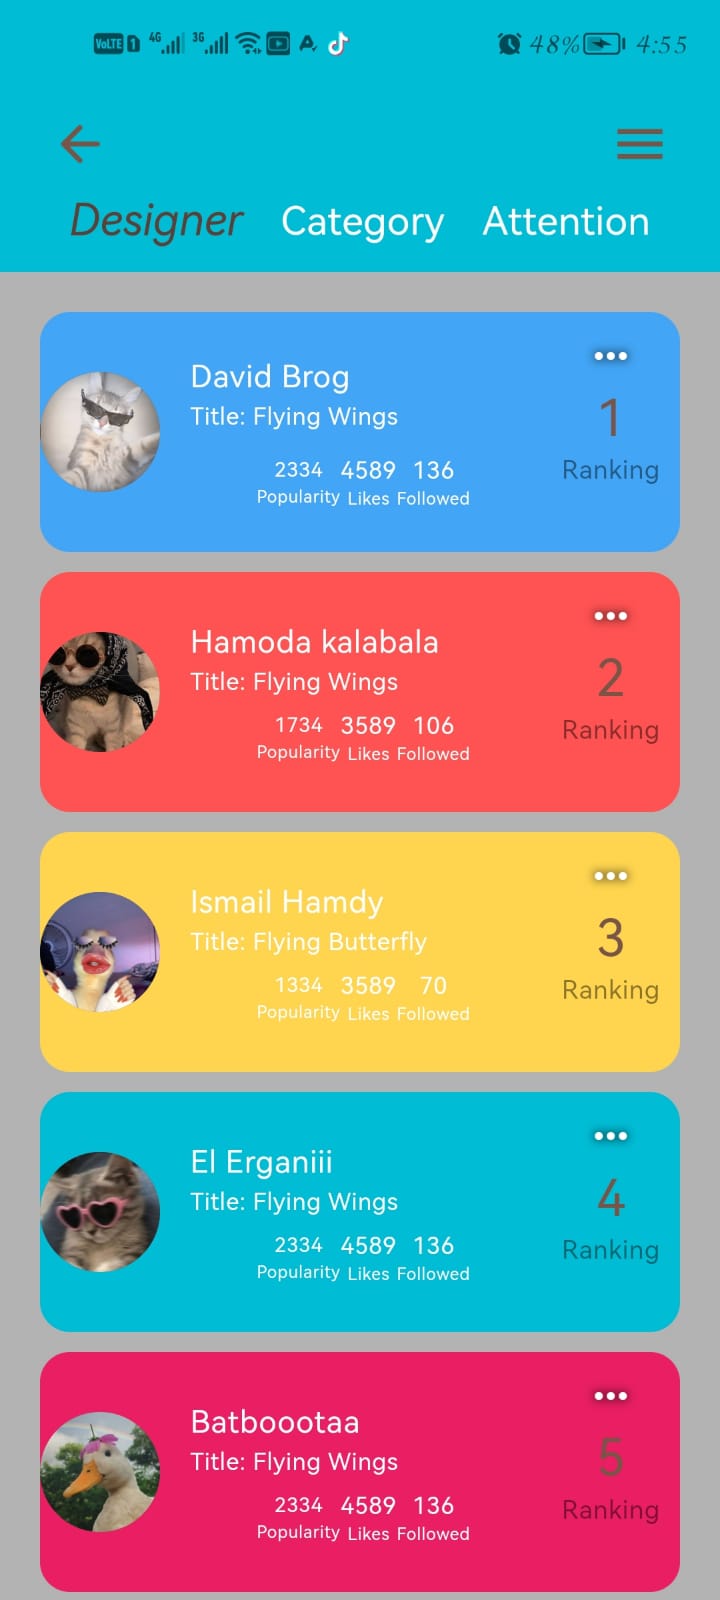 VoLTE 1 4G 3G 48% 4:55
Designer Category Attention
David Brog
Title: Flying Wings
2334 4589 136
Popularity Likes Followed
1
Ranking
Hamoda kalabala
Title: Flying Wings
1734 3589 106
Popularity Likes Followed
2
Ranking
Ismail Hamdy
Title: Flying Butterfly
1334 3589 70
Popularity Likes Followed
3
Ranking
El Erganiii
Title: Flying Wings
2334 4589 136
Popularity Likes Followed
4
Ranking
Batboootaa
Title: Flying Wings
2334 4589 136
Popularity Likes Followed
5
Ranking